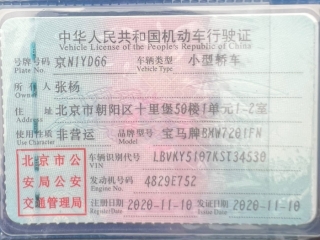 中华人民共和国机动车行驶证
Vehicle License of the People's Republic of China
号牌号码 京N1YD66 车辆类型 小型轿车
Plate No. Vehicle Type
所有人 张杨
Owner
住址 北京市朝阳区十里堡50楼1单元1-2室
Address
使用性质 非营运 品牌型号 宝马牌BMW7201FN
Use Character Model
北京市公安局公安交通管理局
车辆识别代号 LBVKY5107KST34530
VIN
发动机号码 4829E752
Engine No.
注册日期 2020-11-10 发证日期 2020-11-10
Register Date Issue Date